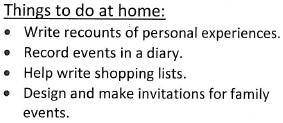 Things to do at home:
• Write recounts of personal experiences.
• Record events in a diary.
• Help write shopping lists.
• Design and make invitations for family
events.